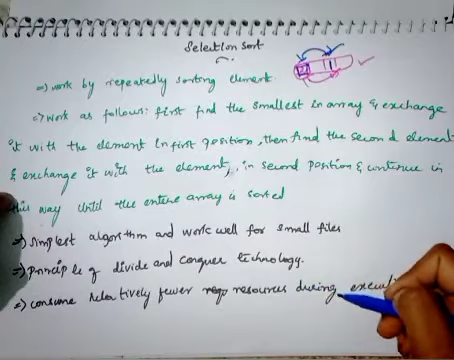 Selection Sort
=> work by repeatedly sorting element
=> work as follows: first find the smallest in array & exchange
it with the element in first position, then find the second element
& exchange it with the element, in second position & continue in
this way until the entire array is sorted
=> Simplest algorithm and work well for small files
=> principle of divide and conquer technology.
=> consume relatively fewer resources during